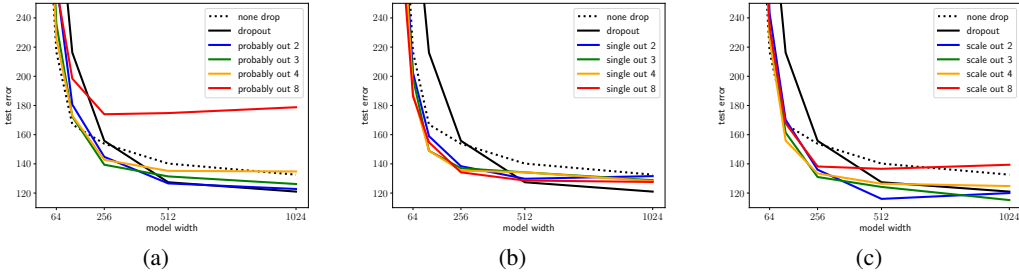 240
220
200
180
160
140
120
test error
64
256
512
1024
model width
none drop
dropout
probably out 2
probably out 3
probably out 4
probably out 8
(a)
240
220
200
180
160
140
120
test error
64
256
512
1024
model width
none drop
dropout
single out 2
single out 3
single out 4
single out 8
(b)
240
220
200
180
160
140
120
test error
64
256
512
1024
model width
none drop
dropout
scale out 2
scale out 3
scale out 4
scale out 8
(c)